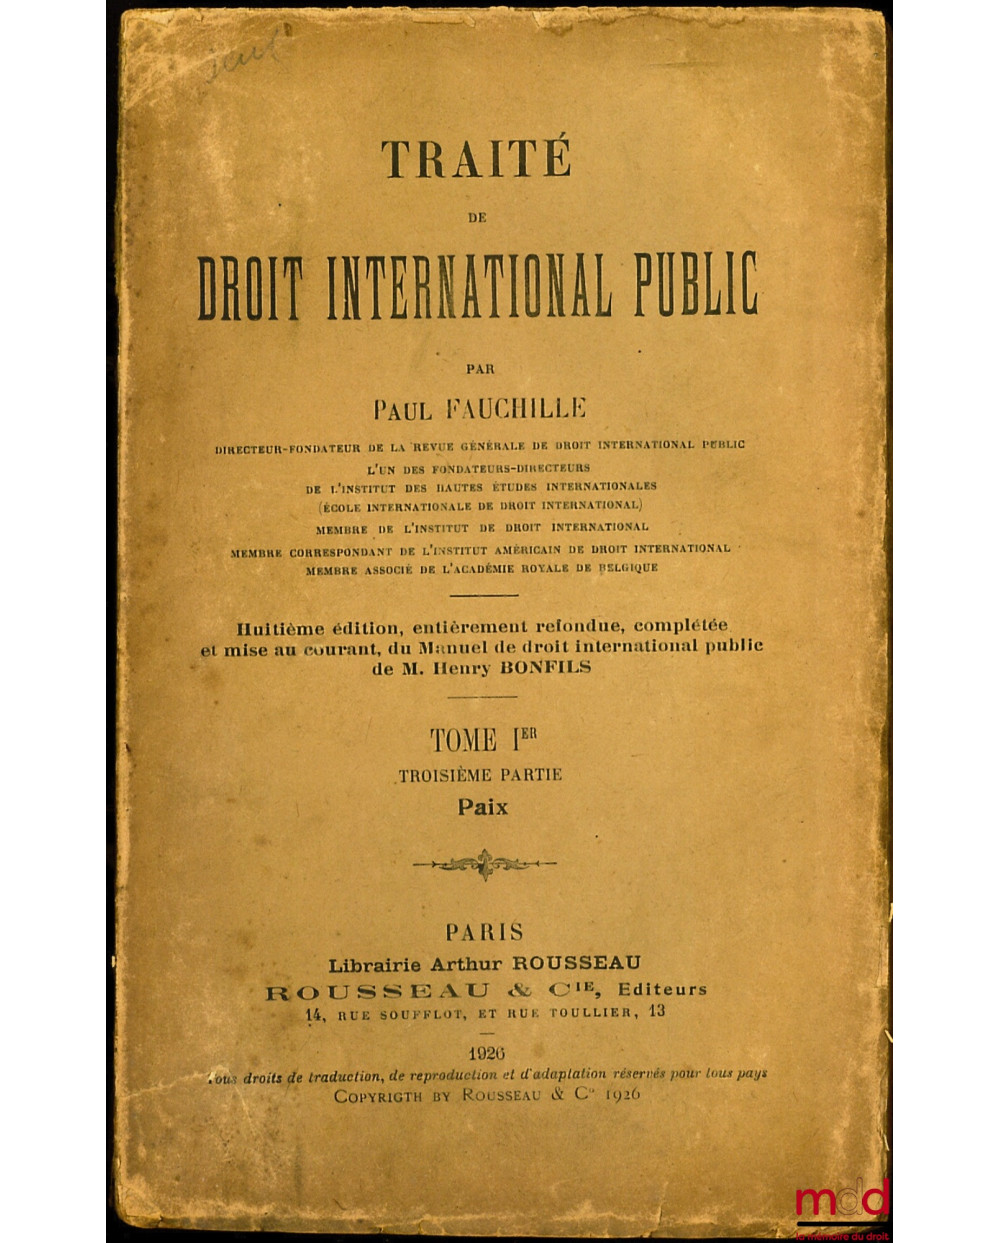 TRAITÉ
DE
DROIT INTERNATIONAL PUBLIC
PAR
PAUL FAUCHILLE
DIRECTEUR-FONDATEUR DE LA REVUE GÉNÉRALE DE DROIT INTERNATIONAL PUBLIC
L'UN DES FONDATEURS-DIRECTEURS
DE L'INSTITUT DES HAUTES ÉTUDES INTERNATIONALES
(ÉCOLE INTERNATIONALE DE DROIT INTERNATIONAL)
MEMBRE DE L'INSTITUT DE DROIT INTERNATIONAL
MEMBRE CORRESPONDANT DE L'INSTITUT AMÉRICAIN DE DROIT INTERNATIONAL
MEMBRE ASSOCIÉ DE L'ACADÉMIE ROYALE DE BELGIQUE
Huitième édition, entièrement refondue, complétée
et mise au courant, du Manuel de droit international public
de M. Henry BONFILS
TOME IER
TROISIÈME PARTIE
Paix
PARIS
Librairie Arthur ROUSSEAU
ROUSSEAU & CIE, Editeurs
14, RUE SOUFFLOT, ET RUE TOULLIER, 13
1926
Tous droits de traduction, de reproduction et d'adaptation réservés pour tous pays
COPYRIGTH BY ROUSSEAU & Cie 1926
mdd
la mémoire du droit